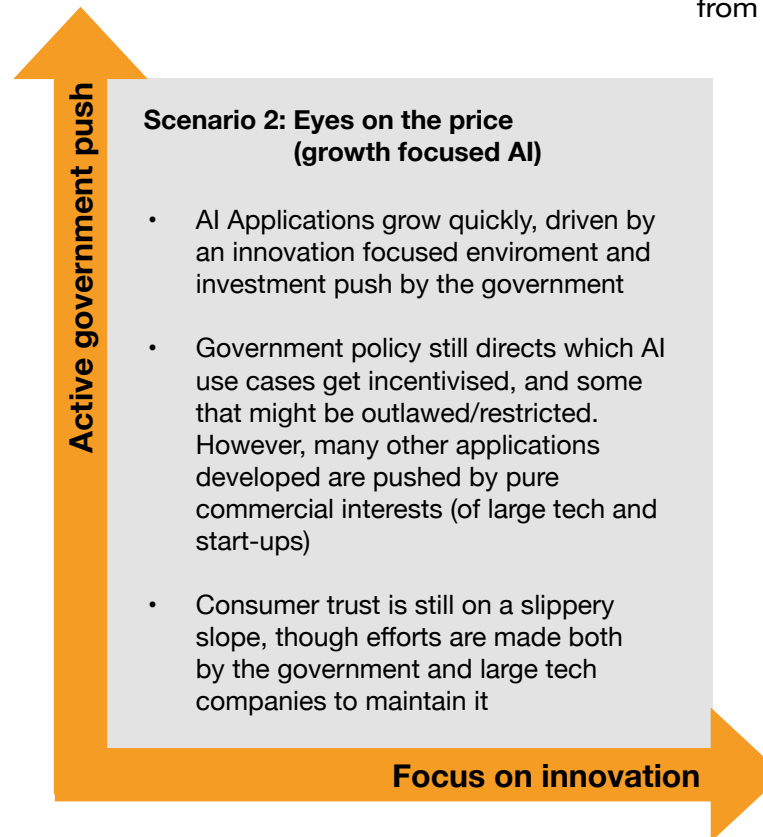 from
Active government push
Scenario 2: Eyes on the price
(growth focused AI)
• AI Applications grow quickly, driven by
an innovation focused enviroment and
investment push by the government
• Government policy still directs which AI
use cases get incentivised, and some
that might be outlawed/restricted.
However, many other applications
developed are pushed by pure
commercial interests (of large tech and
start-ups)
• Consumer trust is still on a slippery
slope, though efforts are made both
by the government and large tech
companies to maintain it
Focus on innovation